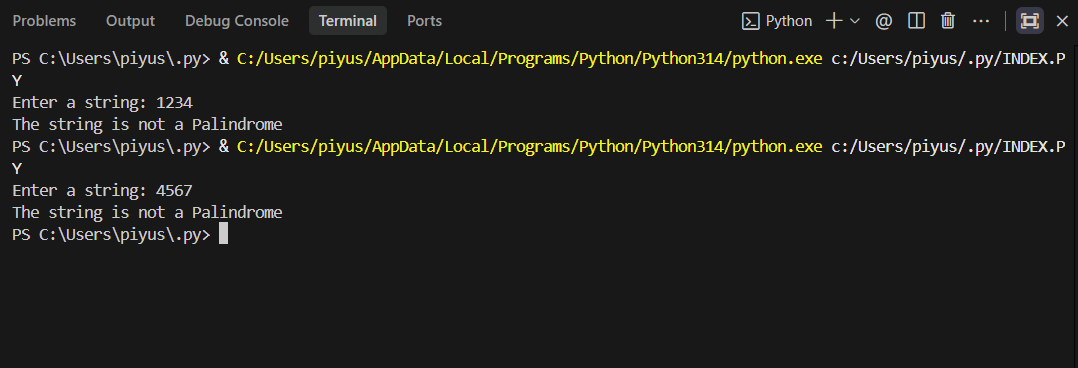 Problems Output Debug Console Terminal Ports Python
PS C:\Users\piyus\.py> & C:/Users/piyus/AppData/Local/Programs/Python/Python314/python.exe c:/Users/piyus/.py/INDEX.P
Y
Enter a string: 1234
The string is not a Palindrome
PS C:\Users\piyus\.py> & C:/Users/piyus/AppData/Local/Programs/Python/Python314/python.exe c:/Users/piyus/.py/INDEX.P
Y
Enter a string: 4567
The string is not a Palindrome
PS C:\Users\piyus\.py>